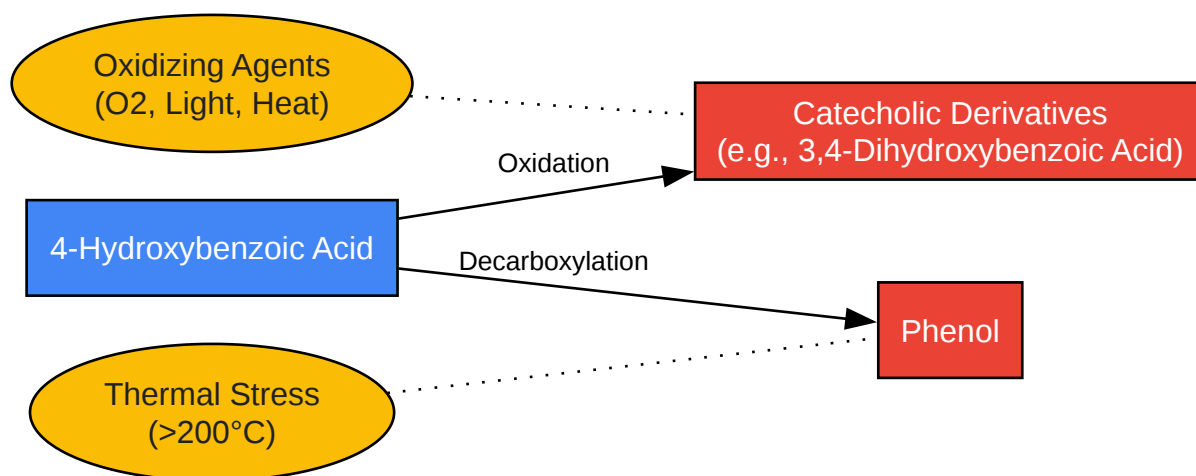 Oxidizing Agents
(O2, Light, Heat)
Catecholic Derivatives
(e.g., 3,4-Dihydroxybenzoic Acid)
Oxidation
4-Hydroxybenzoic Acid
Decarboxylation
Phenol
Thermal Stress
(>200°C)